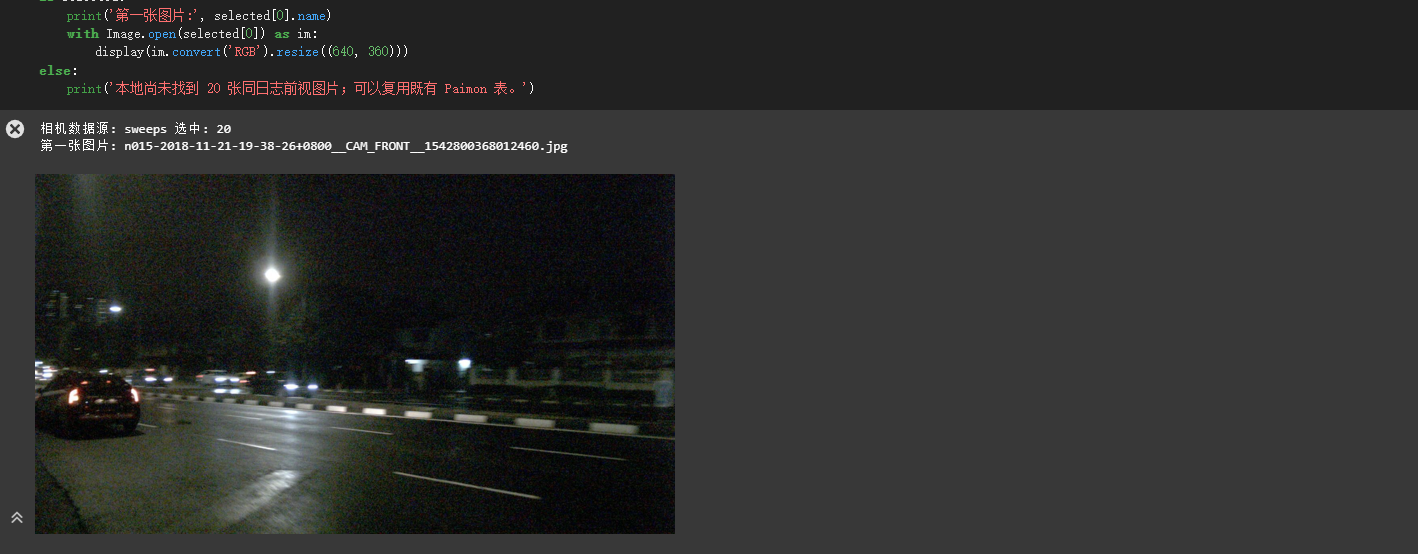 print('第一张图片:', selected[0].name)
with Image.open(selected[0]) as im:
display(im.convert('RGB').resize((640, 360)))
else:
print('本地尚未找到 20 张同日志前视图片；可以复用既有 Paimon 表。')
相机数据源: sweeps 选中: 20
第一张图片: n015-2018-11-21-19-38-26+0800__CAM_FRONT__1542800368012460.jpg